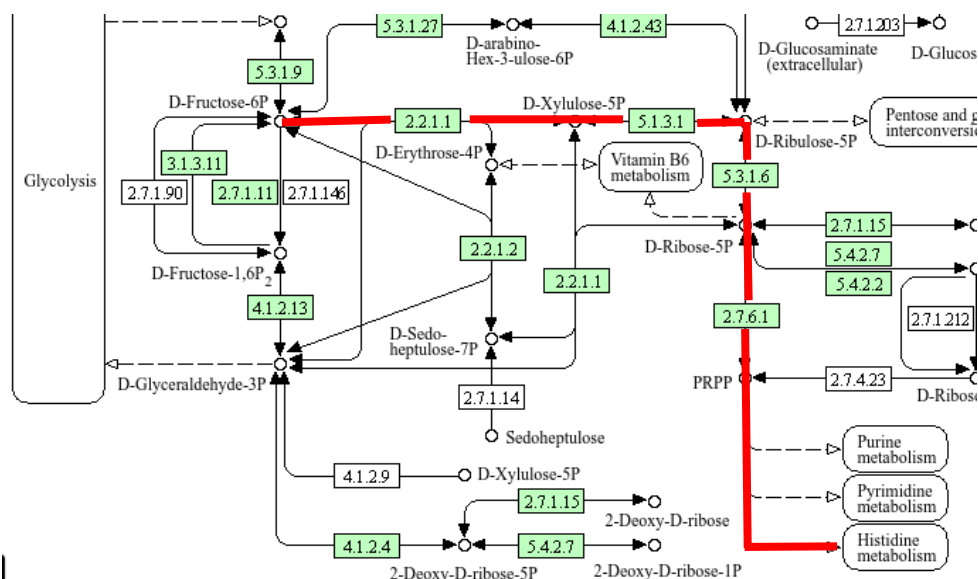 5.3.1.27
4.1.2.43
2.7.1.203
D-arabino-
Hex-3-ulose-6P
D-Glucosaminate
(extracellular)
D-Glucos
5.3.1.9
D-Fructose-6P
2.2.1.1
D-Xylulose-5P
5.1.3.1
D-Ribulose-5P
Pentose and g
interconversio
D-Erythrose-4P
Vitamin B6
metabolism
3.1.3.11
Glycolysis
2.7.1.90
2.7.1.11
2.7.1.146
5.3.1.6
D-Ribose-5P
2.7.1.15
2.2.1.2
5.4.2.7
5.4.2.2
D-Fructose-1,6P2
2.2.1.1
4.1.2.13
2.7.6.1
2.7.1.212
D-Sedo-
heptulose-7P
D-Glyceraldehyde-3P
PRPP
2.7.4.23
D-Ribose
2.7.1.14
Sedoheptulose
Purine
metabolism
4.1.2.9
D-Xylulose-5P
Pyrimidine
metabolism
2.7.1.15
2-Deoxy-D-ribose
Histidine
metabolism
4.1.2.4
5.4.2.7
2-Deoxy-D-ribose-5P
2-Deoxy-D-ribose-1P